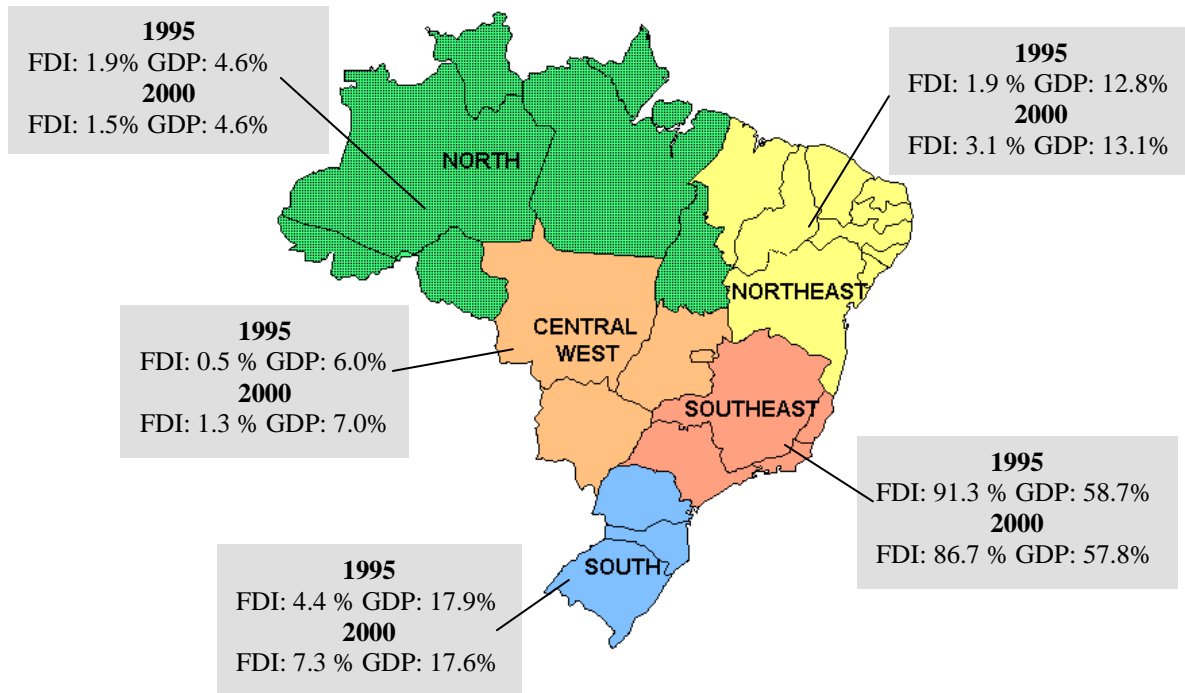 1995
FDI: 1.9% GDP: 4.6%
2000
FDI: 1.5% GDP: 4.6%
1995
FDI: 1.9 % GDP: 12.8%
2000
FDI: 3.1 % GDP: 13.1%
NORTH
NORTHEAST
1995
FDI: 0.5 % GDP: 6.0%
2000
FDI: 1.3 % GDP: 7.0%
CENTRAL
WEST
SOUTHEAST
1995
FDI: 91.3 % GDP: 58.7%
2000
FDI: 86.7 % GDP: 57.8%
1995
FDI: 4.4 % GDP: 17.9%
2000
FDI: 7.3 % GDP: 17.6%
SOUTH